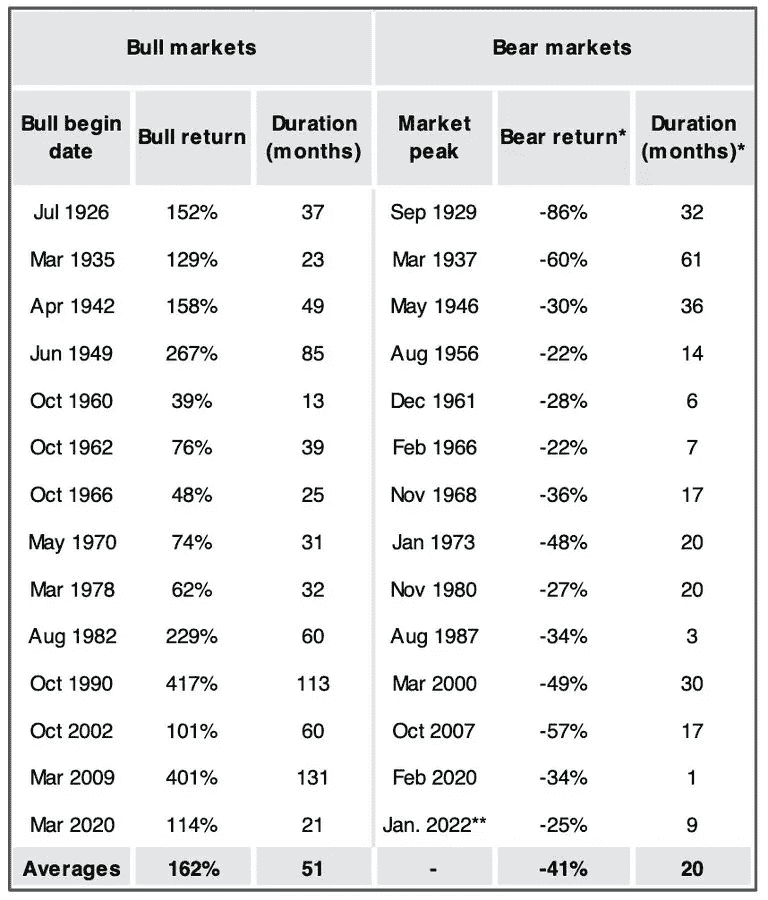 Bull markets Bear markets
Bull begin date Bull return Duration (months) Market peak Bear return* Duration (months)*
Jul 1926 152% 37 Sep 1929 -86% 32
Mar 1935 129% 23 Mar 1937 -60% 61
Apr 1942 158% 49 May 1946 -30% 36
Jun 1949 267% 85 Aug 1956 -22% 14
Oct 1960 39% 13 Dec 1961 -28% 6
Oct 1962 76% 39 Feb 1966 -22% 7
Oct 1966 48% 25 Nov 1968 -36% 17
May 1970 74% 31 Jan 1973 -48% 20
Mar 1978 62% 32 Nov 1980 -27% 20
Aug 1982 229% 60 Aug 1987 -34% 3
Oct 1990 417% 113 Mar 2000 -49% 30
Oct 2002 101% 60 Oct 2007 -57% 17
Mar 2009 401% 131 Feb 2020 -34% 1
Mar 2020 114% 21 Jan. 2022** -25% 9
Averages 162% 51 - -41% 20